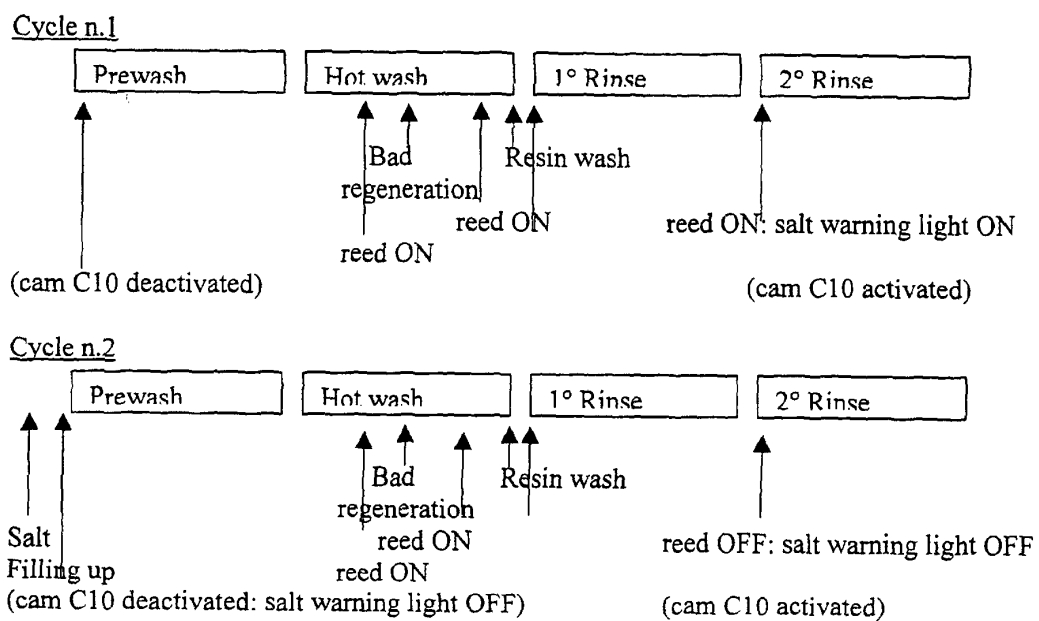 Cycle n.1
Prewash
Hot wash
1° Rinse
2° Rinse
Bad
regeneration
Resin wash
reed ON
reed ON
reed ON: salt warning light ON
(cam C10 deactivated)
(cam C10 activated)
Cycle n.2
Prewash
Hot wash
1° Rinse
2° Rinse
Bad
regeneration
Resin wash
Salt
Filling up
reed ON
reed ON
reed OFF: salt warning light OFF
(cam C10 deactivated: salt warning light OFF)
(cam C10 activated)